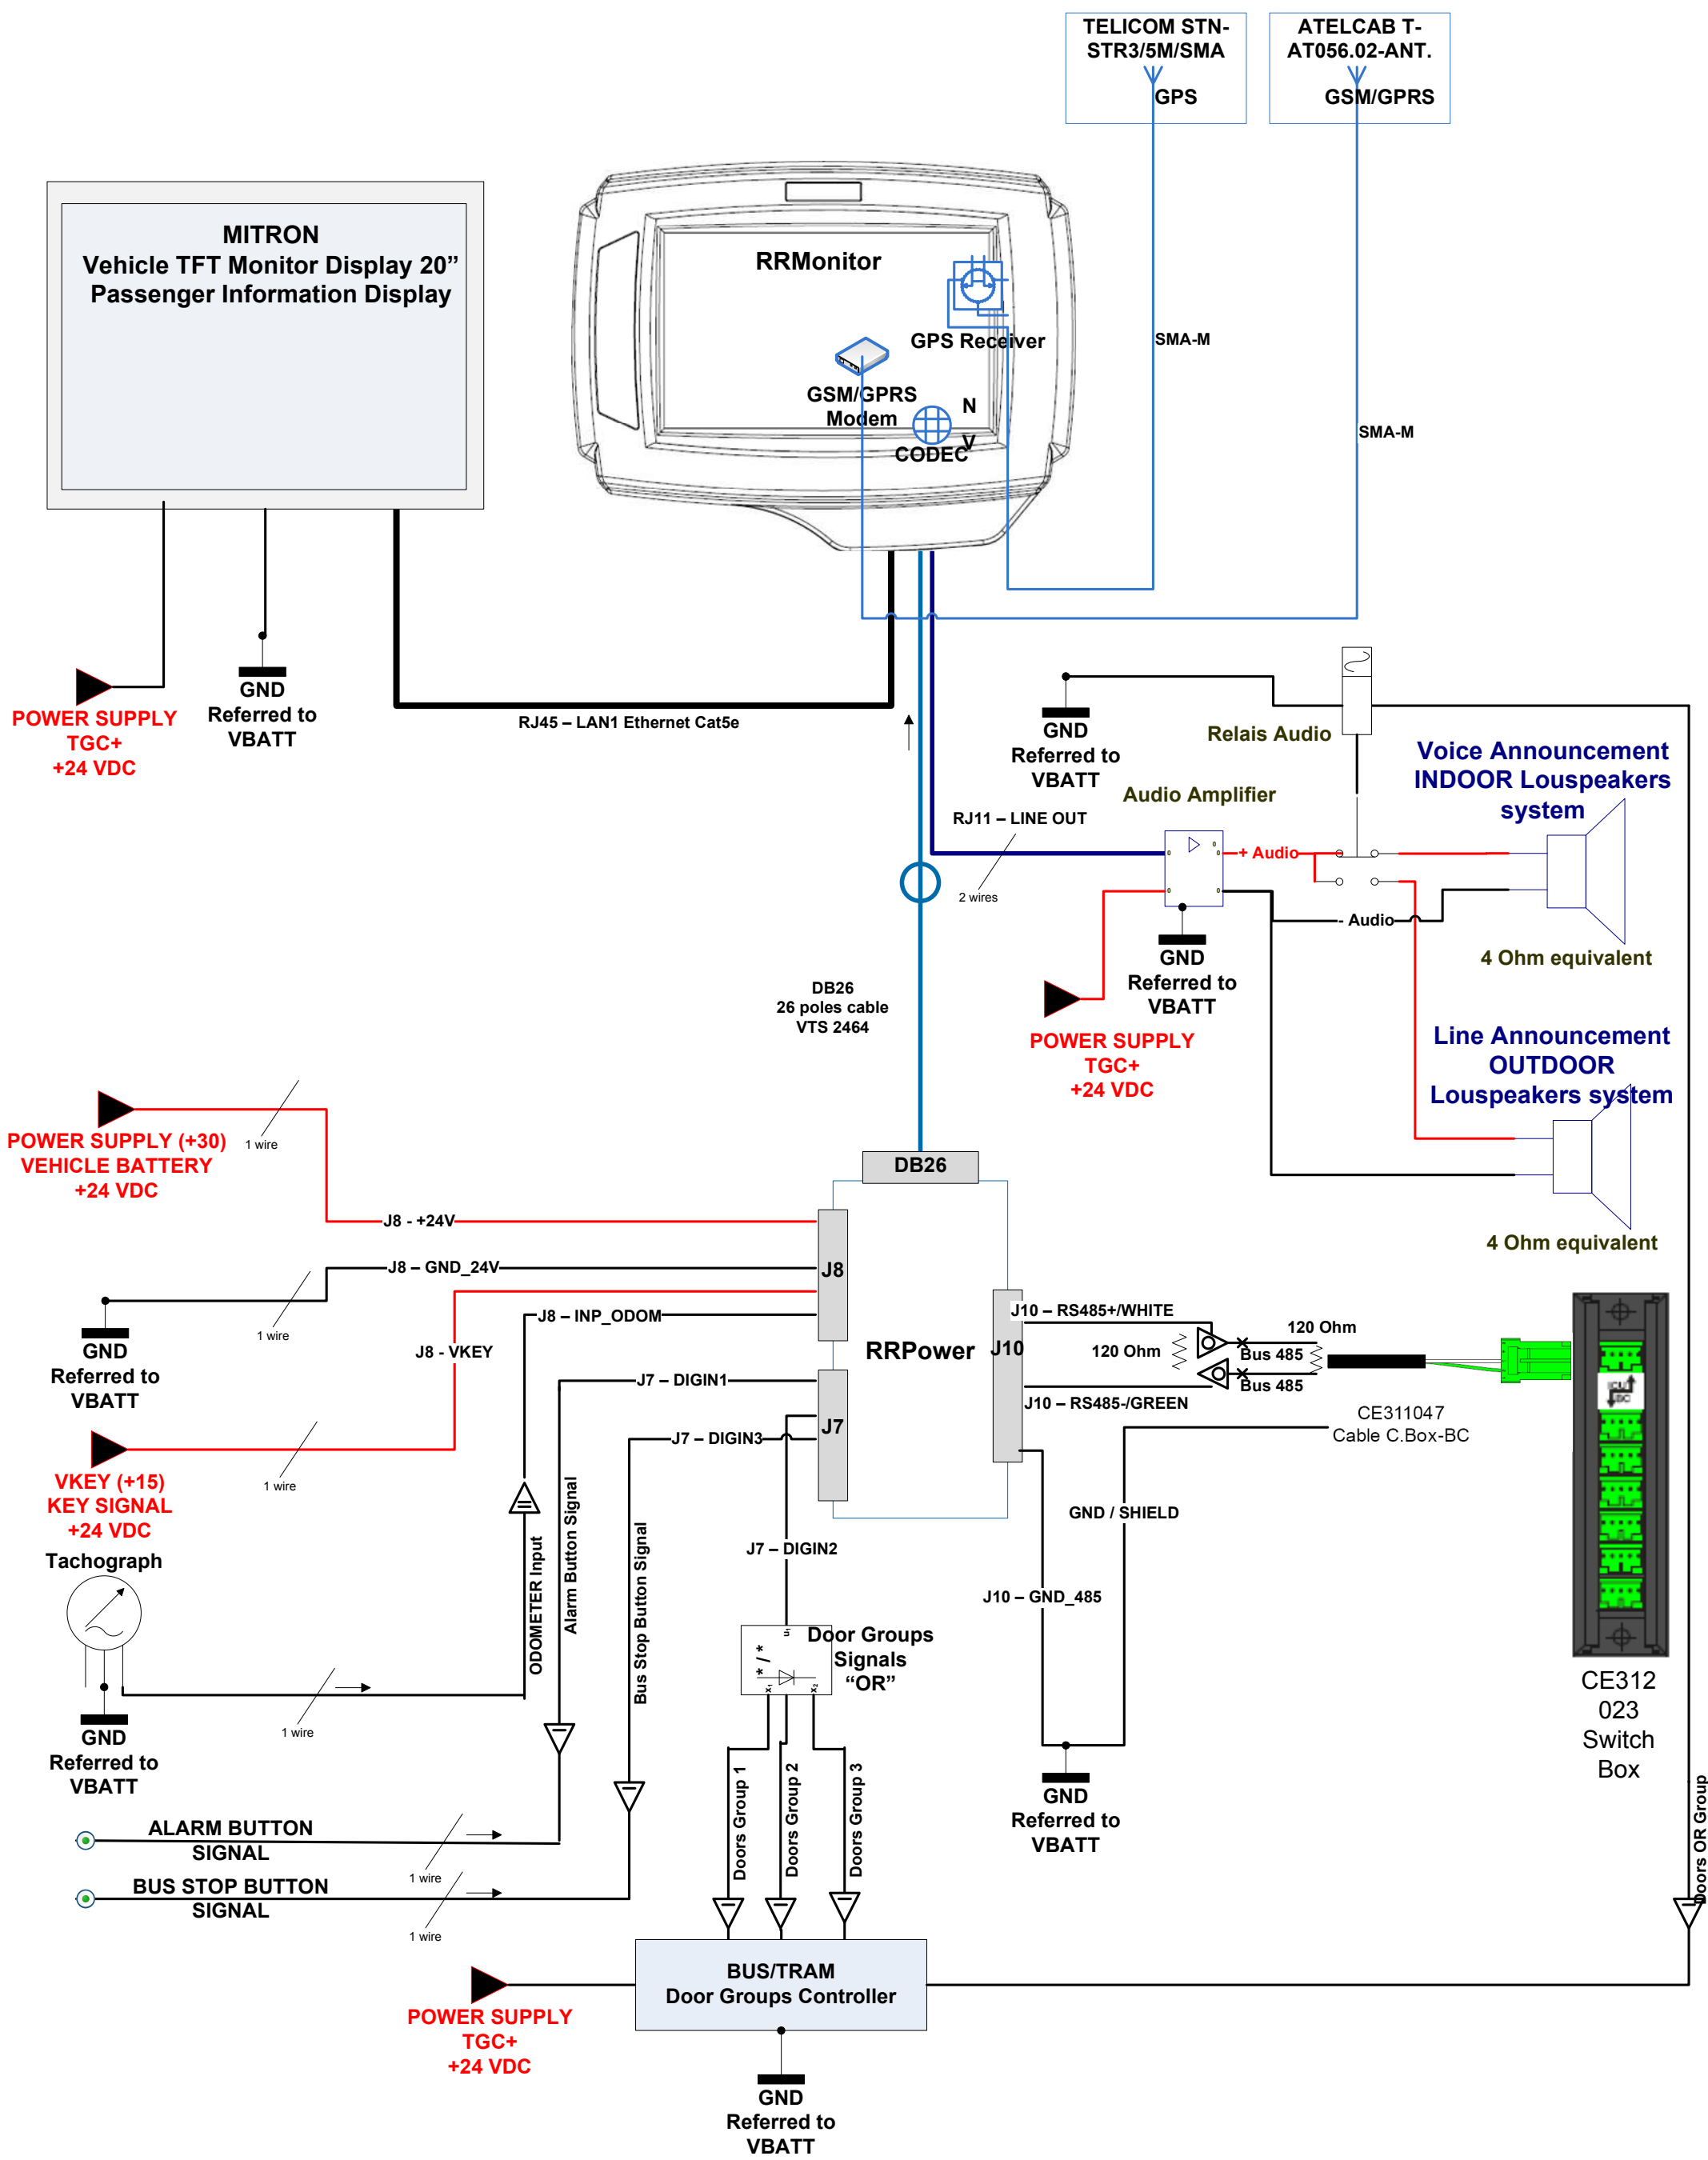 TELICOM STN-
STR3/5M/SMA
GPS
ATELCAB T-
AT056.02-ANT.
GSM/GPRS
MITRON
Vehicle TFT Monitor Display 20”
Passenger Information Display
RRMonitor
GPS Receiver
GSM/GPRS
Modem
N
V
CODEC
SMA-M
SMA-M
POWER SUPPLY
TGC+
+24 VDC
GND
Referred to
VBATT
RJ45 – LAN1 Ethernet Cat5e
GND
Referred to
VBATT
Relais Audio
Voice Announcement
INDOOR Louspeakers
system
Audio Amplifier
RJ11 – LINE OUT
2 wires
+ Audio
- Audio
4 Ohm equivalent
GND
Referred to
VBATT
POWER SUPPLY
TGC+
+24 VDC
Line Announcement
OUTDOOR
Louspeakers system
4 Ohm equivalent
DB26
26 poles cable
VTS 2464
POWER SUPPLY (+30)
VEHICLE BATTERY
+24 VDC
1 wire
DB26
J8 - +24V
J8 – GND_24V
J8
1 wire
GND
Referred to
VBATT
J8 - VKEY
J8 – INP_ODOM
RRPower
J10
J10 – RS485+/WHITE
120 Ohm
120 Ohm
Bus 485
Bus 485
J10 – RS485-/GREEN
J7 – DIGIN1
J7
J7 – DIGIN3
CE311047
Cable C.Box-BC
VKEY (+15)
KEY SIGNAL
+24 VDC
1 wire
GND / SHIELD
J7 – DIGIN2
J10 – GND_485
Tachograph
ODOMETER Input
Alarm Button Signal
Bus Stop Button Signal
u1
* / *
x1
x2
Door Groups
Signals
“OR”
CE312
023
Switch
Box
1 wire
GND
Referred to
VBATT
GND
Referred to
VBATT
Doors Group 1
Doors Group 2
Doors Group 3
Doors OR Group
ALARM BUTTON
SIGNAL
1 wire
BUS STOP BUTTON
SIGNAL
1 wire
BUS/TRAM
Door Groups Controller
POWER SUPPLY
TGC+
+24 VDC
GND
Referred to
VBATT